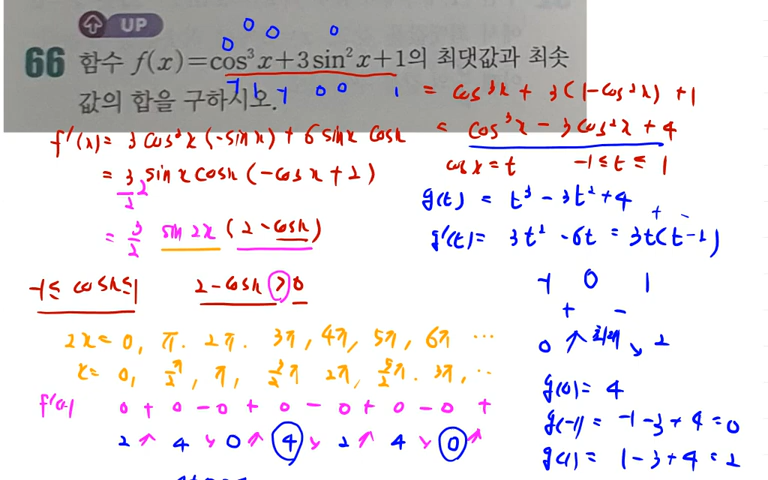 UP
66 함수 f(x)=cos³x+3sin²x+1의 최댓값과 최솟
값의 합을 구하시오.
= cos³x + 3(1-cos²x) + 1
= cos³x - 3cos²x + 4
cosx = t   -1 ≤ t ≤ 1
g(t) = t³ - 3t² + 4
g'(t) = 3t² - 6t = 3t(t-2)
+ -
-1 0 1
+ -
0 ↗ 최대 ↘ 2
g(0) = 4
g(-1) = -1-3+4 = 0
g(1) = 1-3+4 = 2
f'(x) = 3cos²x(-sinx) + 6sinx cosx
= 3 sinx cosx (-cosx+2)
= 3/2 sin2x (2-cosx)
-1 ≤ cosx ≤ 1   2-cosx > 0
2x = 0, π, 2π, 3π, 4π, 5π, 6π ...
x = 0, π/2, π, 3/2π 2π, 5/2π, 3π, ...
f'(x) 0 + 0 - 0 + 0 - 0 + 0 - 0 +
2 ↗ 4 ↘ 0 ↗ 4 ↘ 2 ↗ 4 ↘ 0 ↗